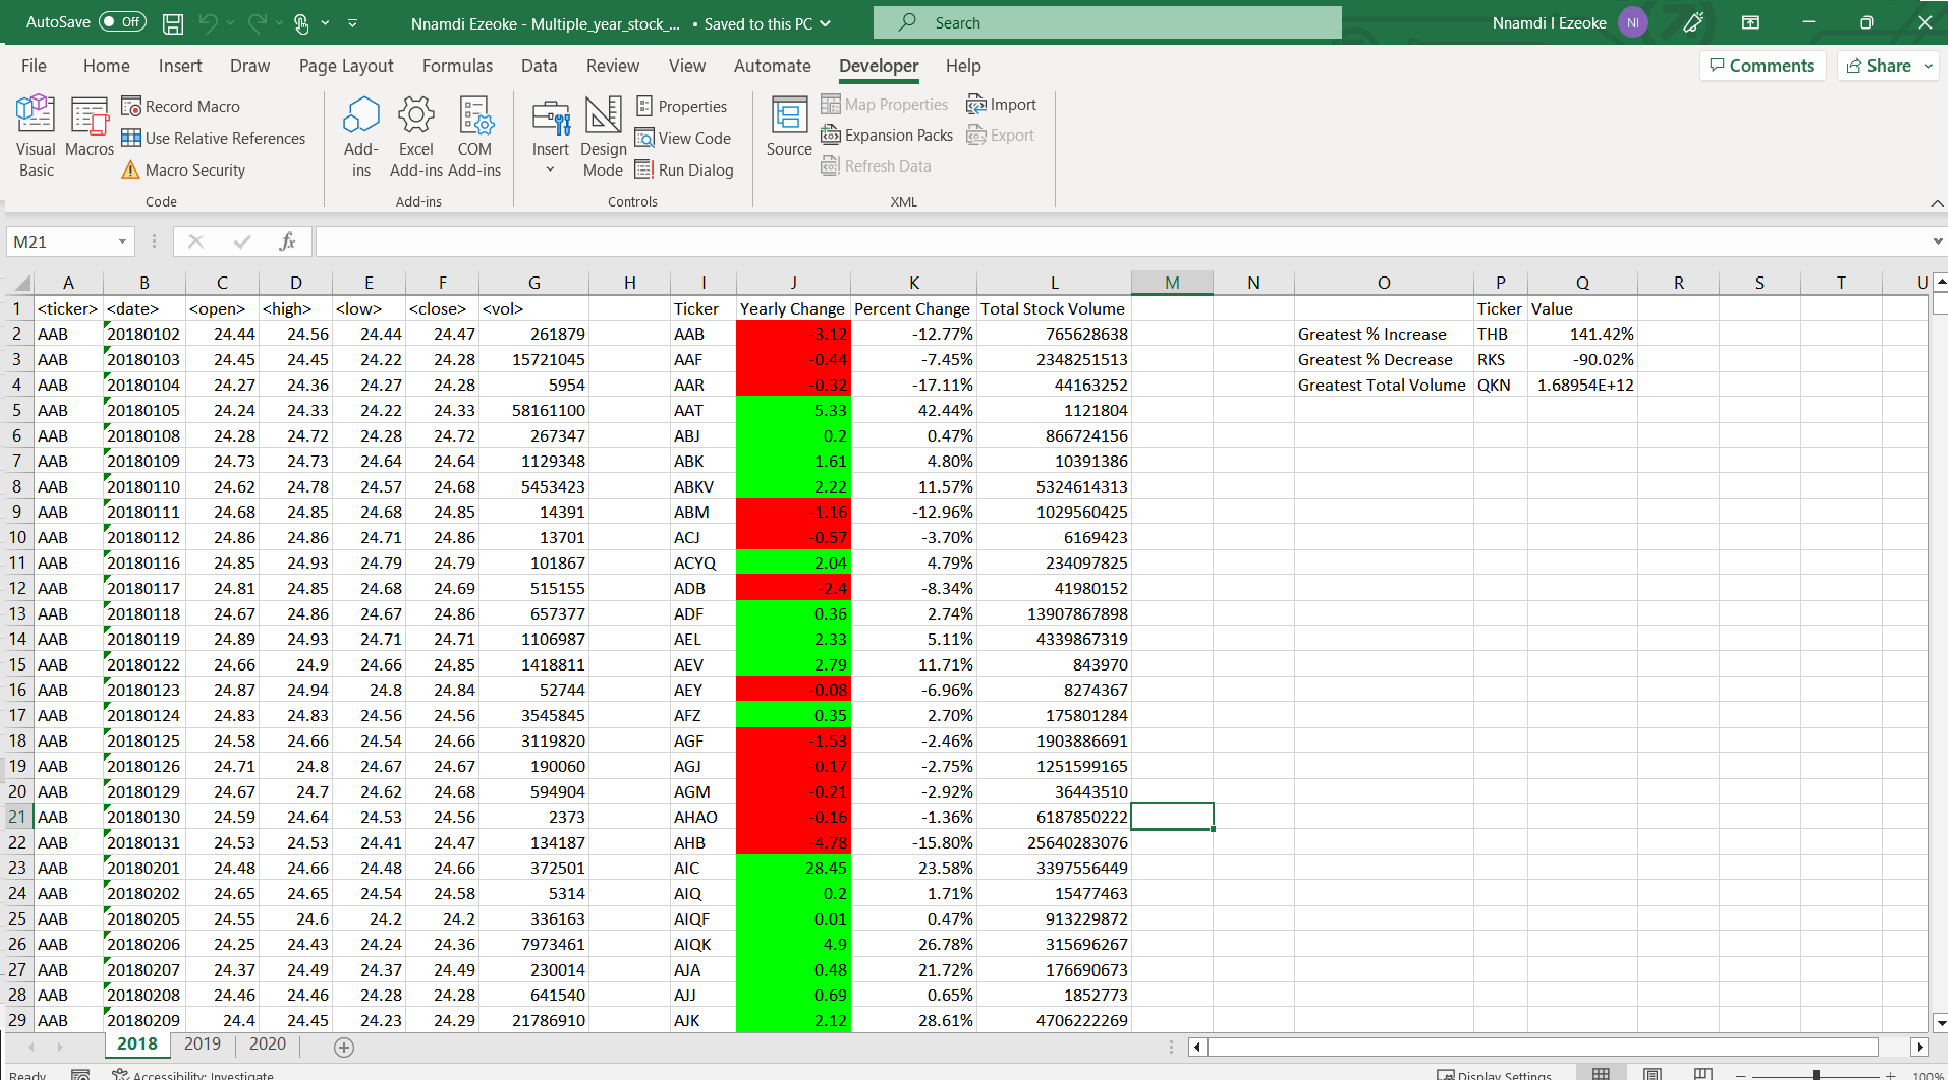 AutoSave Off Nnamdi Ezeoke - Multiple_year_stock_... • Saved to this PC Search Nnamdi I Ezeoke NI
File Home Insert Draw Page Layout Formulas Data Review View Automate Developer Help Comments Share
Visual Basic Macros Record Macro Use Relative References Macro Security
Add-ins Excel Add-ins COM Add-ins
Insert Design Mode Properties View Code Run Dialog
Source Map Properties Expansion Packs Refresh Data Import Export
Code Add-ins Controls XML
M21 fx
A B C D E F G H I J K L M N O P Q R S T U
1 <ticker> <date> <open> <high> <low> <close> <vol> Ticker Yearly Change Percent Change Total Stock Volume Ticker Value
2 AAB 20180102 24.44 24.56 24.44 24.47 261879 AAB -3.12 -12.77% 765628638 Greatest % Increase THB 141.42%
3 AAB 20180103 24.45 24.45 24.22 24.28 15721045 AAF -0.44 -7.45% 2348251513 Greatest % Decrease RKS -90.02%
4 AAB 20180104 24.27 24.36 24.27 24.28 5954 AAR -0.32 -17.11% 44163252 Greatest Total Volume QKN 1.68954E+12
5 AAB 20180105 24.24 24.33 24.22 24.33 58161100 AAT 5.33 42.44% 1121804
6 AAB 20180108 24.28 24.72 24.28 24.72 267347 ABJ 0.2 0.47% 866724156
7 AAB 20180109 24.73 24.73 24.64 24.64 1129348 ABK 1.61 4.80% 10391386
8 AAB 20180110 24.62 24.78 24.57 24.68 5453423 ABKV 2.22 11.57% 5324614313
9 AAB 20180111 24.68 24.85 24.68 24.85 14391 ABM -1.16 -12.96% 1029560425
10 AAB 20180112 24.86 24.86 24.71 24.86 13701 ACJ -0.57 -3.70% 6169423
11 AAB 20180116 24.85 24.93 24.79 24.79 101867 ACYQ 2.04 4.79% 234097825
12 AAB 20180117 24.81 24.85 24.68 24.69 515155 ADB -2.4 -8.34% 41980152
13 AAB 20180118 24.67 24.86 24.67 24.86 657377 ADF 0.36 2.74% 13907867898
14 AAB 20180119 24.89 24.93 24.71 24.71 1106987 AEL 2.33 5.11% 4339867319
15 AAB 20180122 24.66 24.9 24.66 24.85 1418811 AEV 2.79 11.71% 843970
16 AAB 20180123 24.87 24.94 24.8 24.84 52744 AEY -0.08 -6.96% 8274367
17 AAB 20180124 24.83 24.83 24.56 24.56 3545845 AFZ 0.35 2.70% 175801284
18 AAB 20180125 24.58 24.66 24.54 24.66 3119820 AGF -1.53 -2.46% 1903886691
19 AAB 20180126 24.71 24.8 24.67 24.67 190060 AGJ -0.17 -2.75% 1251599165
20 AAB 20180129 24.67 24.7 24.62 24.68 594904 AGM -0.21 -2.92% 36443510
21 AAB 20180130 24.59 24.64 24.53 24.56 2373 AHAO -0.16 -1.36% 6187850222
22 AAB 20180131 24.53 24.53 24.41 24.47 134187 AHB -4.78 -15.80% 25640283076
23 AAB 20180201 24.48 24.66 24.48 24.66 372501 AIC 28.45 23.58% 3397556449
24 AAB 20180202 24.65 24.65 24.54 24.58 5314 AIQ 0.2 1.71% 15477463
25 AAB 20180205 24.55 24.6 24.2 24.2 336163 AIQF 0.01 0.47% 913229872
26 AAB 20180206 24.25 24.43 24.24 24.36 7973461 AIQK 4.9 26.78% 315696267
27 AAB 20180207 24.37 24.49 24.37 24.49 230014 AJA 0.48 21.72% 176690673
28 AAB 20180208 24.46 24.46 24.28 24.28 641540 AJJ 0.69 0.65% 1852773
29 AAB 20180209 24.4 24.45 24.23 24.29 21786910 AJK 2.12 28.61% 4706222269
2018 2019 2020
Ready Accessibility: Investigate Display Settings 100%